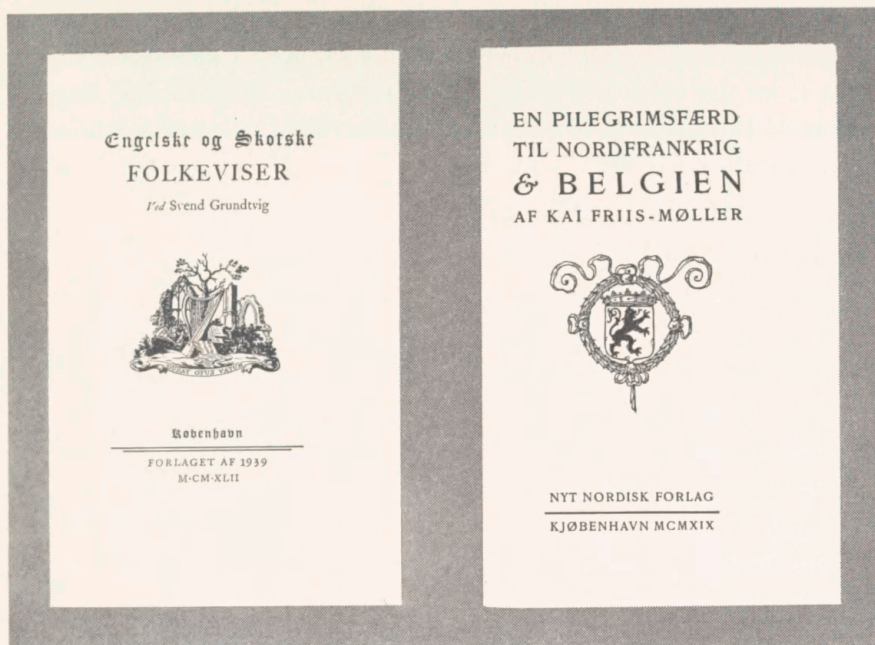 Engelske og Skotske
FOLKEVISER
Ved Svend Grundtvig
København
FORLAGET AF 1939
M·CM·XLII
EN PILEGRIMSFÆRD
TIL NORDFRANKRIG
& BELGIEN
AF KAI FRIIS-MØLLER
NYT NORDISK FORLAG
KJØBENHAVN MCMXIX